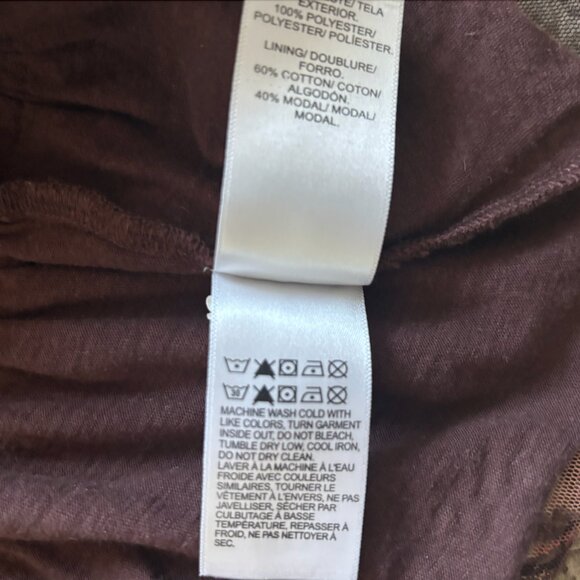 EXTERIOR.
100% POLYESTER/
POLYESTER/ POLIÉSTER.
LINING/ DOUBLURE/
FORRO.
60% COTTON/ COTON/
ALGODÓN.
40% MODAL/ MODAL/
MODAL.
30
MACHINE WASH COLD WITH
LIKE COLORS, TURN GARMENT
INSIDE OUT, DO NOT BLEACH,
TUMBLE DRY LOW, COOL IRON,
DO NOT DRY CLEAN.
LAVER À LA MACHINE À L'EAU
FROIDE AVEC COULEURS
SIMILAIRES, TOURNER LE
VÊTEMENT À L'ENVERS, NE PAS
JAVELLISER, SÉCHER PAR
CULBUTAGE À BASSE
TEMPÉRATURE, REPASSER À
FROID, NE PAS NETTOYER À
SEC.